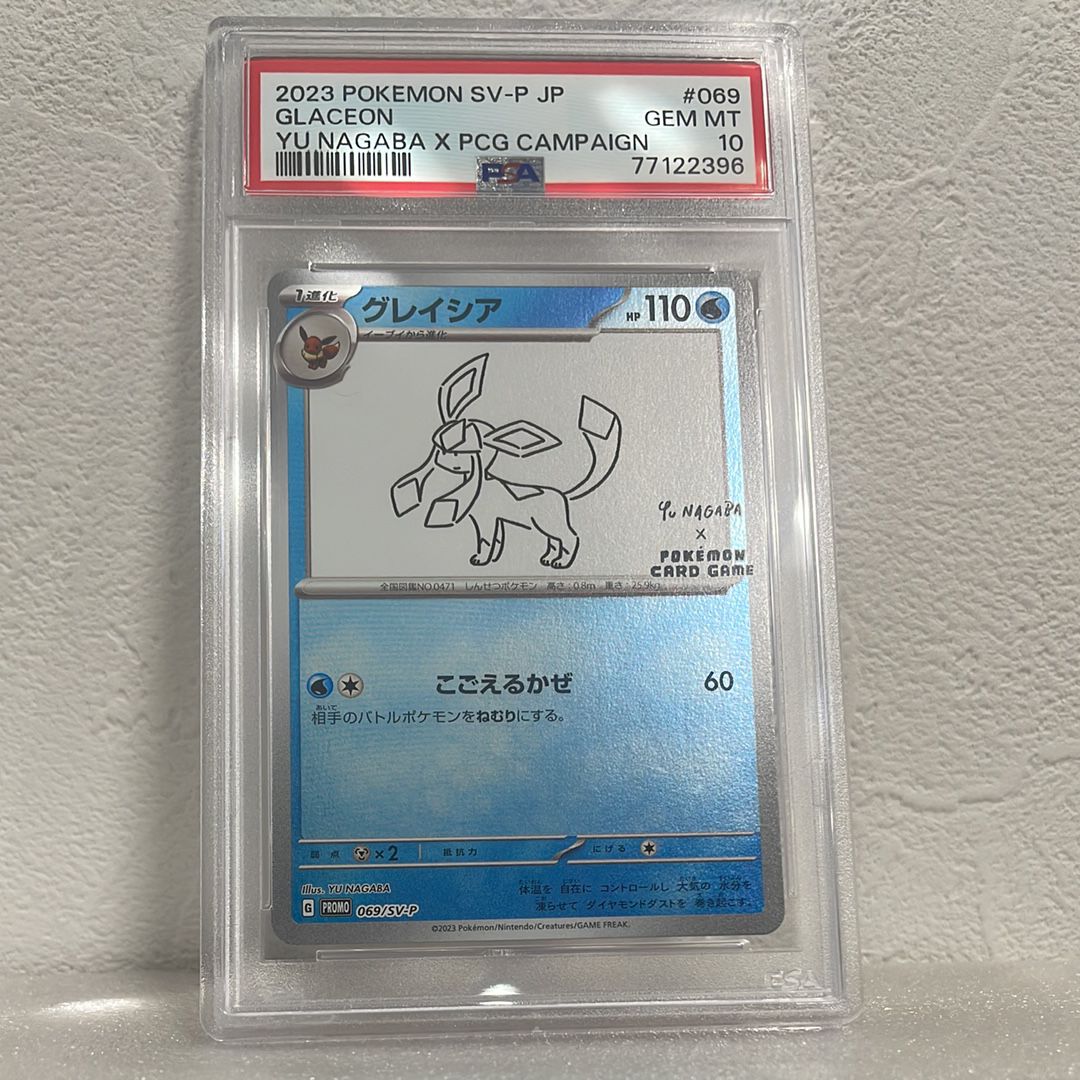 2023 POKEMON SV-P JP #069
GLACEON GEM MT
YU NAGABA X PCG CAMPAIGN 10
77122396
PSA
1進化
グレイシア
HP 110
イーブイから進化
Yu NAGABA
×
POKÉMON
CARD GAME
全国図鑑NO.0471 しんせつポケモン 高さ:0.8m 重さ:25.9kg
こごえるかぜ 60
あいて
相手のバトルポケモンをねむりにする。
弱点 ×2 抵抗力 にげる
Illus. YU NAGABA
体温を 自在に コントロールし 大気の 水分を
凍らせて ダイヤモンドダストを 巻き起こす。
G PROMO 069/SV-P
©2023 Pokémon/Nintendo/Creatures/GAME FREAK.
PSA